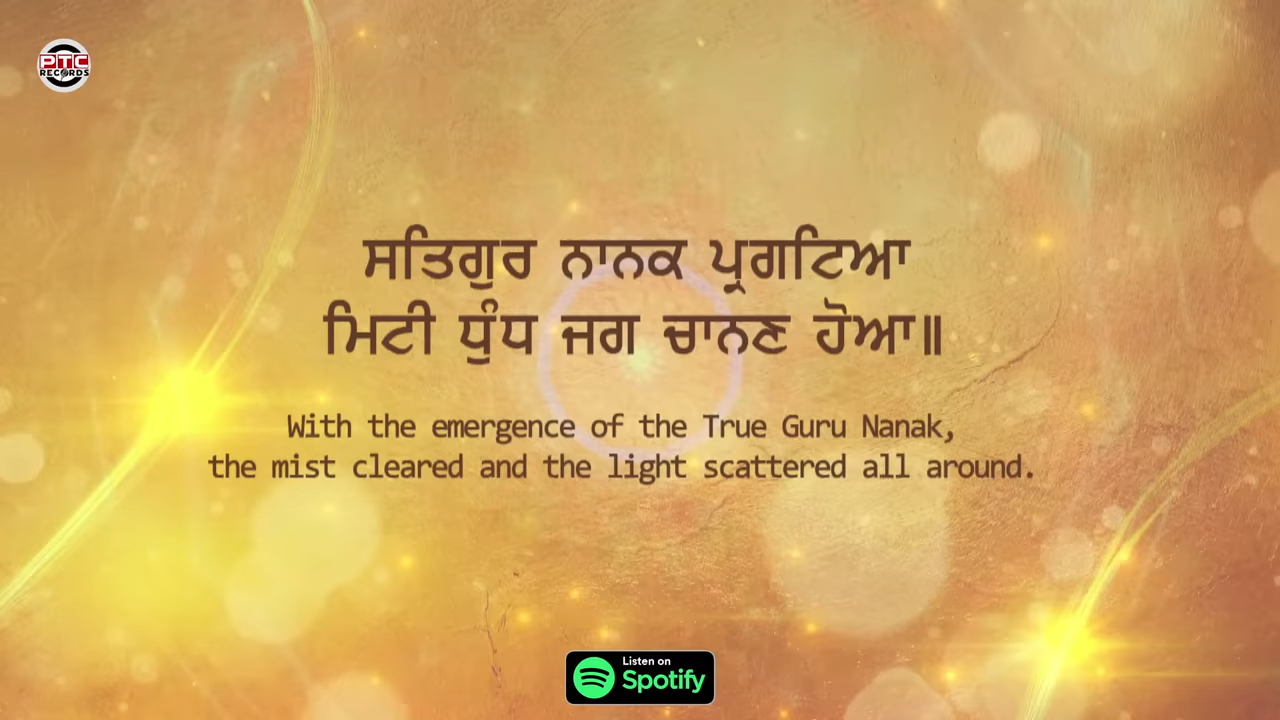 PTC
RECORDS
ਸਤਿਗੁਰ ਨਾਨਕ ਪ੍ਰਗਟਿਆ
ਮਿਟੀ ਧੁੰਧ ਜਗ ਚਾਨਣ ਹੋਆ॥
With the emergence of the True Guru Nanak,
the mist cleared and the light scattered all around.
Listen on
Spotify